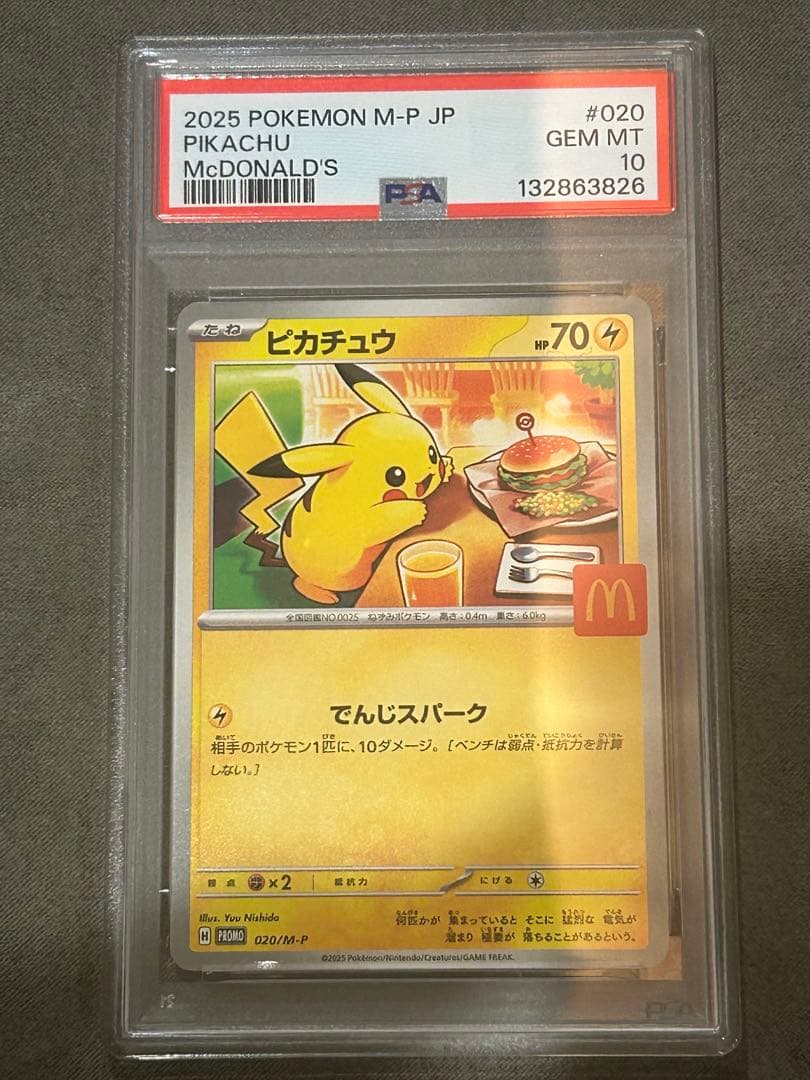 2025 POKEMON M-P JP
#020
PIKACHU
GEM MT
McDONALD'S
10
PSA
132863826
たね
ピカチュウ
HP70
M
全国図鑑NO.0025 ねずみポケモン 高さ:0.4m 重さ:6.0kg
でんじスパーク
相手のポケモン1匹に、10ダメージ。[ベンチは弱点・抵抗力を計算
しない。]
弱点 ×2 抵抗力 にげる
Illus. Yuu Nishida
何匹かが 集まっていると そこに 猛烈な 電気が
溜まり 稲妻が 落ちることがあるという。
H PROMO 020/M-P
©2025 Pokémon/Nintendo/Creatures/GAME FREAK.
PSA